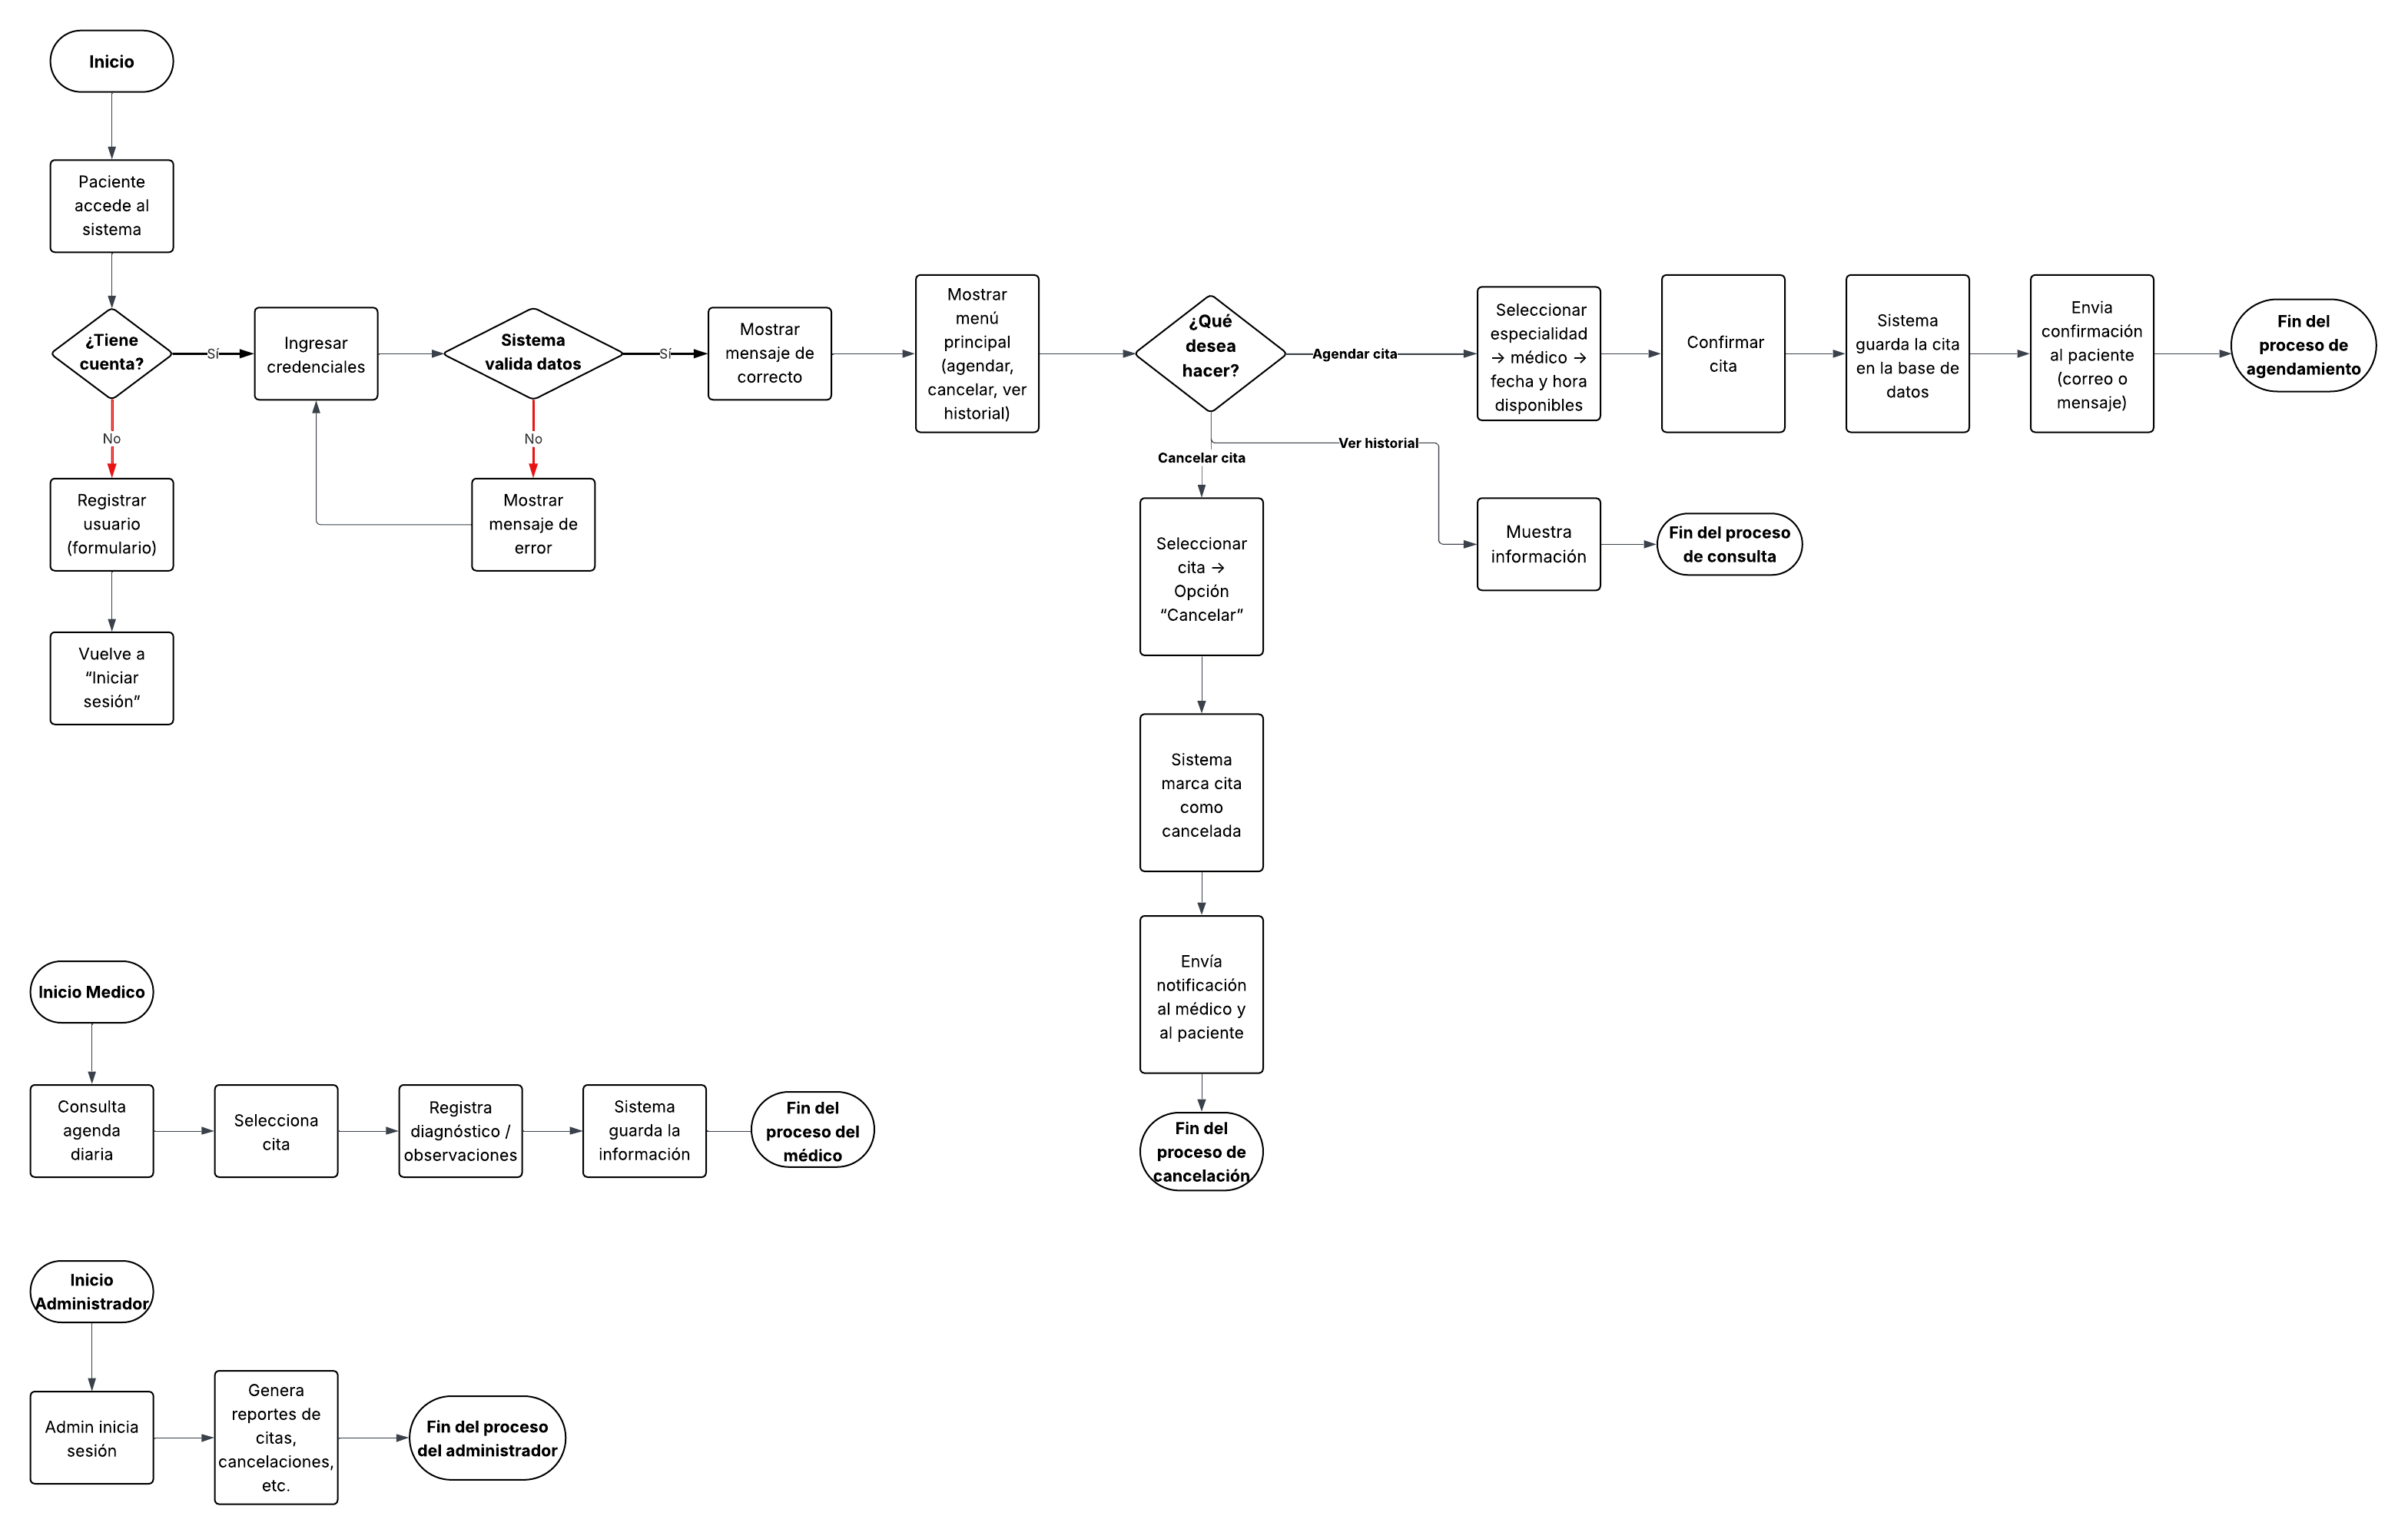 Inicio
Paciente
accede al
sistema
¿Tiene
cuenta?
Sí
Ingresar
credenciales
Sistema
valida datos
Sí
Mostrar
mensaje de
correcto
Mostrar
menú
principal
(agendar,
cancelar, ver
historial)
¿Qué
desea
hacer?
Agendar cita
Seleccionar
especialidad
→ médico →
fecha y hora
disponibles
Confirmar
cita
Sistema
guarda la cita
en la base de
datos
Envia
confirmación
al paciente
(correo o
mensaje)
Fin del
proceso de
agendamiento
No
Registrar
usuario
(formulario)
Vuelve a
“Iniciar
sesión”
No
Mostrar
mensaje de
error
Ver historial
Muestra
información
Fin del proceso
de consulta
Cancelar cita
Seleccionar
cita →
Opción
“Cancelar”
Sistema
marca cita
como
cancelada
Envía
notificación
al médico y
al paciente
Fin del
proceso de
cancelación
Inicio Medico
Consulta
agenda
diaria
Selecciona
cita
Registra
diagnóstico /
observaciones
Sistema
guarda la
información
Fin del
proceso del
médico
Inicio
Administrador
Admin inicia
sesión
Genera
reportes de
citas,
cancelaciones,
etc.
Fin del proceso
del administrador